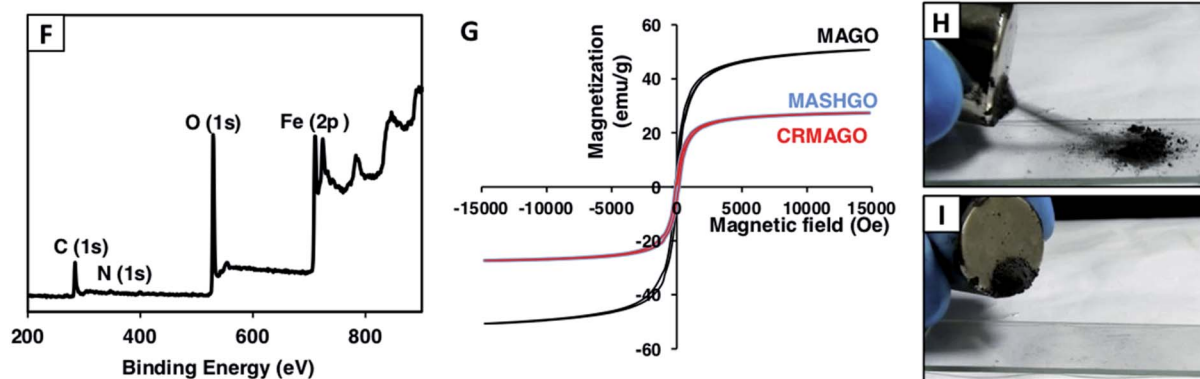 F
O (1s)
Fe (2p )
C (1s)
N (1s)
200 400 600 800
Binding Energy (eV)
G
Magnetization
(emu/g)
60
40
20
0
-20
-40
-60
MAGO
MASHGO
CRMAGO
-15000 -10000 -5000 0 5000 10000 15000
Magnetic field (Oe)
H
I